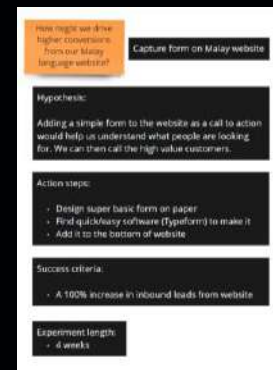 How might we drive
higher conversions
from our Malay
language website?
Capture form on Malay website
Hypothesis:
Adding a simple form to the website as a call to action
would help us understand what people are looking
for. We can then call the high value customers.
Action steps:
- Design super basic form on paper
- Find quick/easy software (Typeform) to make it
- Add it to the bottom of website
Success criteria:
- A 100% increase in inbound leads from website
Experiment length:
- 4 weeks